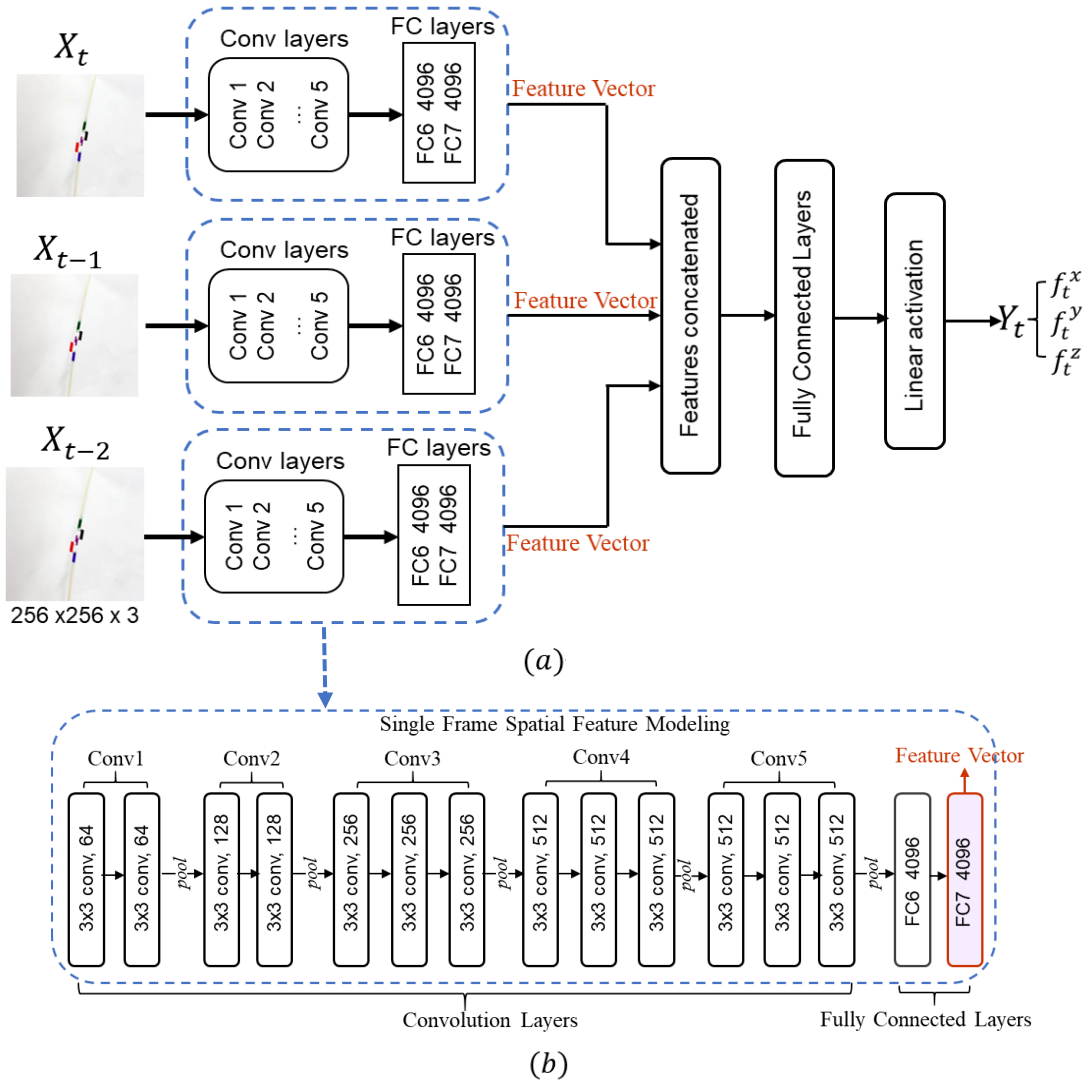 X_t
Conv layers
FC layers
Conv 1
Conv 2
...
Conv 5
FC6 4096
FC7 4096
Feature Vector
X_{t-1}
Conv layers
FC layers
Conv 1
Conv 2
...
Conv 5
FC6 4096
FC7 4096
Feature Vector
X_{t-2}
Conv layers
FC layers
Conv 1
Conv 2
...
Conv 5
FC6 4096
FC7 4096
Feature Vector
256 x256 x 3
Features concatenated
Fully Connected Layers
Linear activation
Y_t
f_t^x
f_t^y
f_t^z
(a)
Single Frame Spatial Feature Modeling
Conv1
Conv2
Conv3
Conv4
Conv5
Feature Vector
3x3 conv, 64
3x3 conv, 64
pool
3x3 conv, 128
3x3 conv, 128
pool
3x3 conv, 256
3x3 conv, 256
3x3 conv, 256
pool
3x3 conv, 512
3x3 conv, 512
3x3 conv, 512
pool
3x3 conv, 512
3x3 conv, 512
3x3 conv, 512
pool
FC6 4096
FC7 4096
Convolution Layers
Fully Connected Layers
(b)